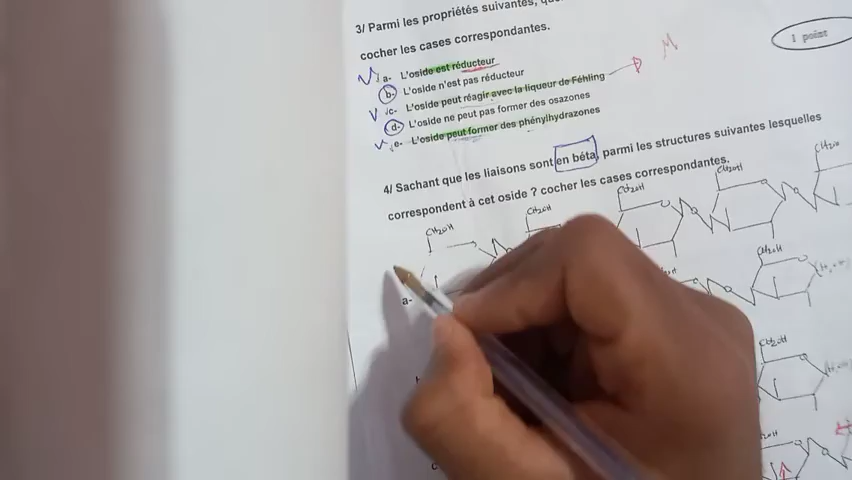 3/ Parmi les propriétés suivantes,
cocher les cases correspondantes.
1 point
a- L'oside est réducteur
b- L'oside n'est pas réducteur
c- L'oside peut réagir avec la liqueur de Féhling
M
d- L'oside ne peut pas former des osazones
e- L'oside peut former des phénylhydrazones
4/ Sachant que les liaisons sont en béta, parmi les structures suivantes lesquelles
correspondent à cet oside ? cocher les cases correspondantes.
CH2OH CH2OH CH2OH CH2OH
a-
CH2OH
CH2OH